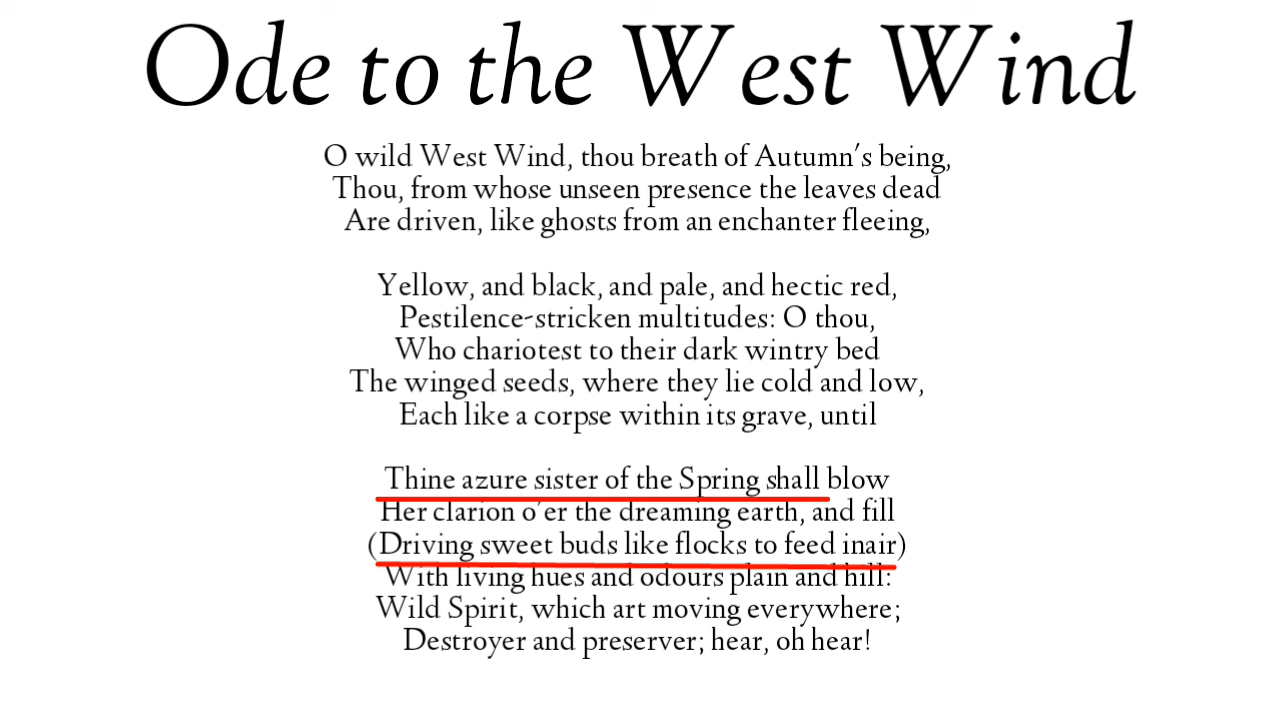 Ode to the West Wind
O wild West Wind, thou breath of Autumn's being,
Thou, from whose unseen presence the leaves dead
Are driven, like ghosts from an enchanter fleeing,
Yellow, and black, and pale, and hectic red,
Pestilence-stricken multitudes: O thou,
Who chariotest to their dark wintry bed
The winged seeds, where they lie cold and low,
Each like a corpse within its grave, until
Thine azure sister of the Spring shall blow
Her clarion o'er the dreaming earth, and fill
(Driving sweet buds like flocks to feed inair)
With living hues and odours plain and hill:
Wild Spirit, which art moving everywhere;
Destroyer and preserver; hear, oh hear!